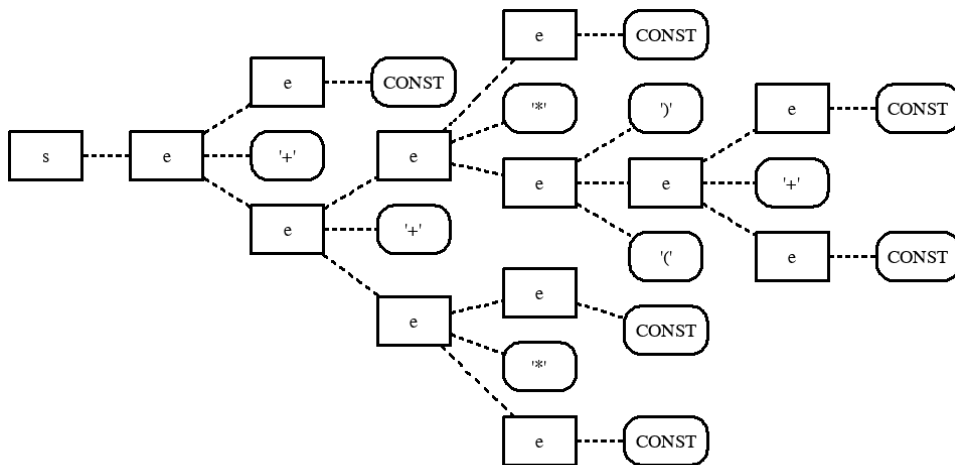 e CONST
e CONST '*' ')' e CONST
s e '+' e e e '+'
e '+' '(' e CONST
e e CONST
'*'
e CONST